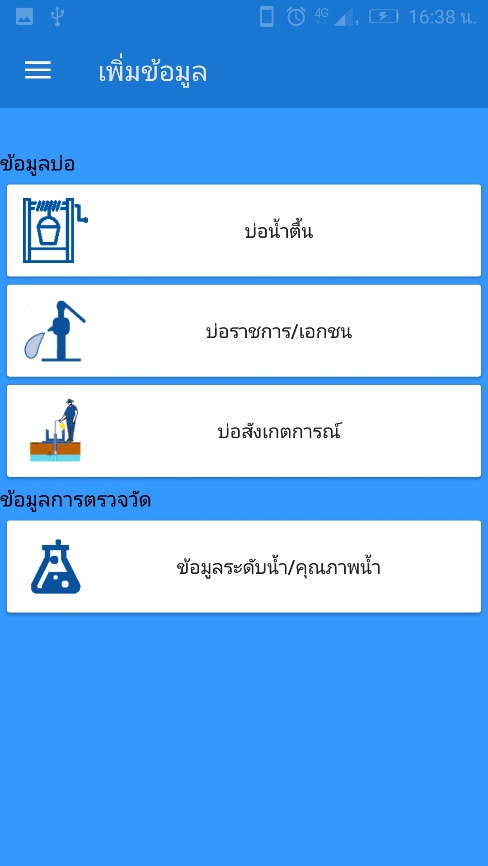 4G 16:38 น.
เพิ่มข้อมูล
ข้อมูลบ่อ
บ่อน้ำตื้น
บ่อราชการ/เอกชน
บ่อสังเกตการณ์
ข้อมูลการตรวจวัด
ข้อมูลระดับน้ำ/คุณภาพน้ำ